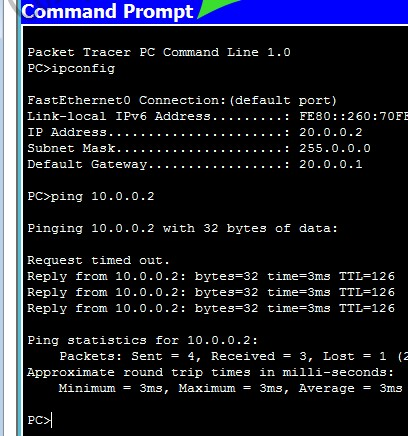 Command Prompt
Packet Tracer PC Command Line 1.0
PC>ipconfig
FastEthernet0 Connection:(default port)
Link-local IPv6 Address.........: FE80::260:70F
IP Address......................: 20.0.0.2
Subnet Mask.....................: 255.0.0.0
Default Gateway.................: 20.0.0.1
PC>ping 10.0.0.2
Pinging 10.0.0.2 with 32 bytes of data:
Request timed out.
Reply from 10.0.0.2: bytes=32 time=3ms TTL=126
Reply from 10.0.0.2: bytes=32 time=3ms TTL=126
Reply from 10.0.0.2: bytes=32 time=3ms TTL=126
Ping statistics for 10.0.0.2:
Packets: Sent = 4, Received = 3, Lost = 1 (2
Approximate round trip times in milli-seconds:
Minimum = 3ms, Maximum = 3ms, Average = 3ms
PC>